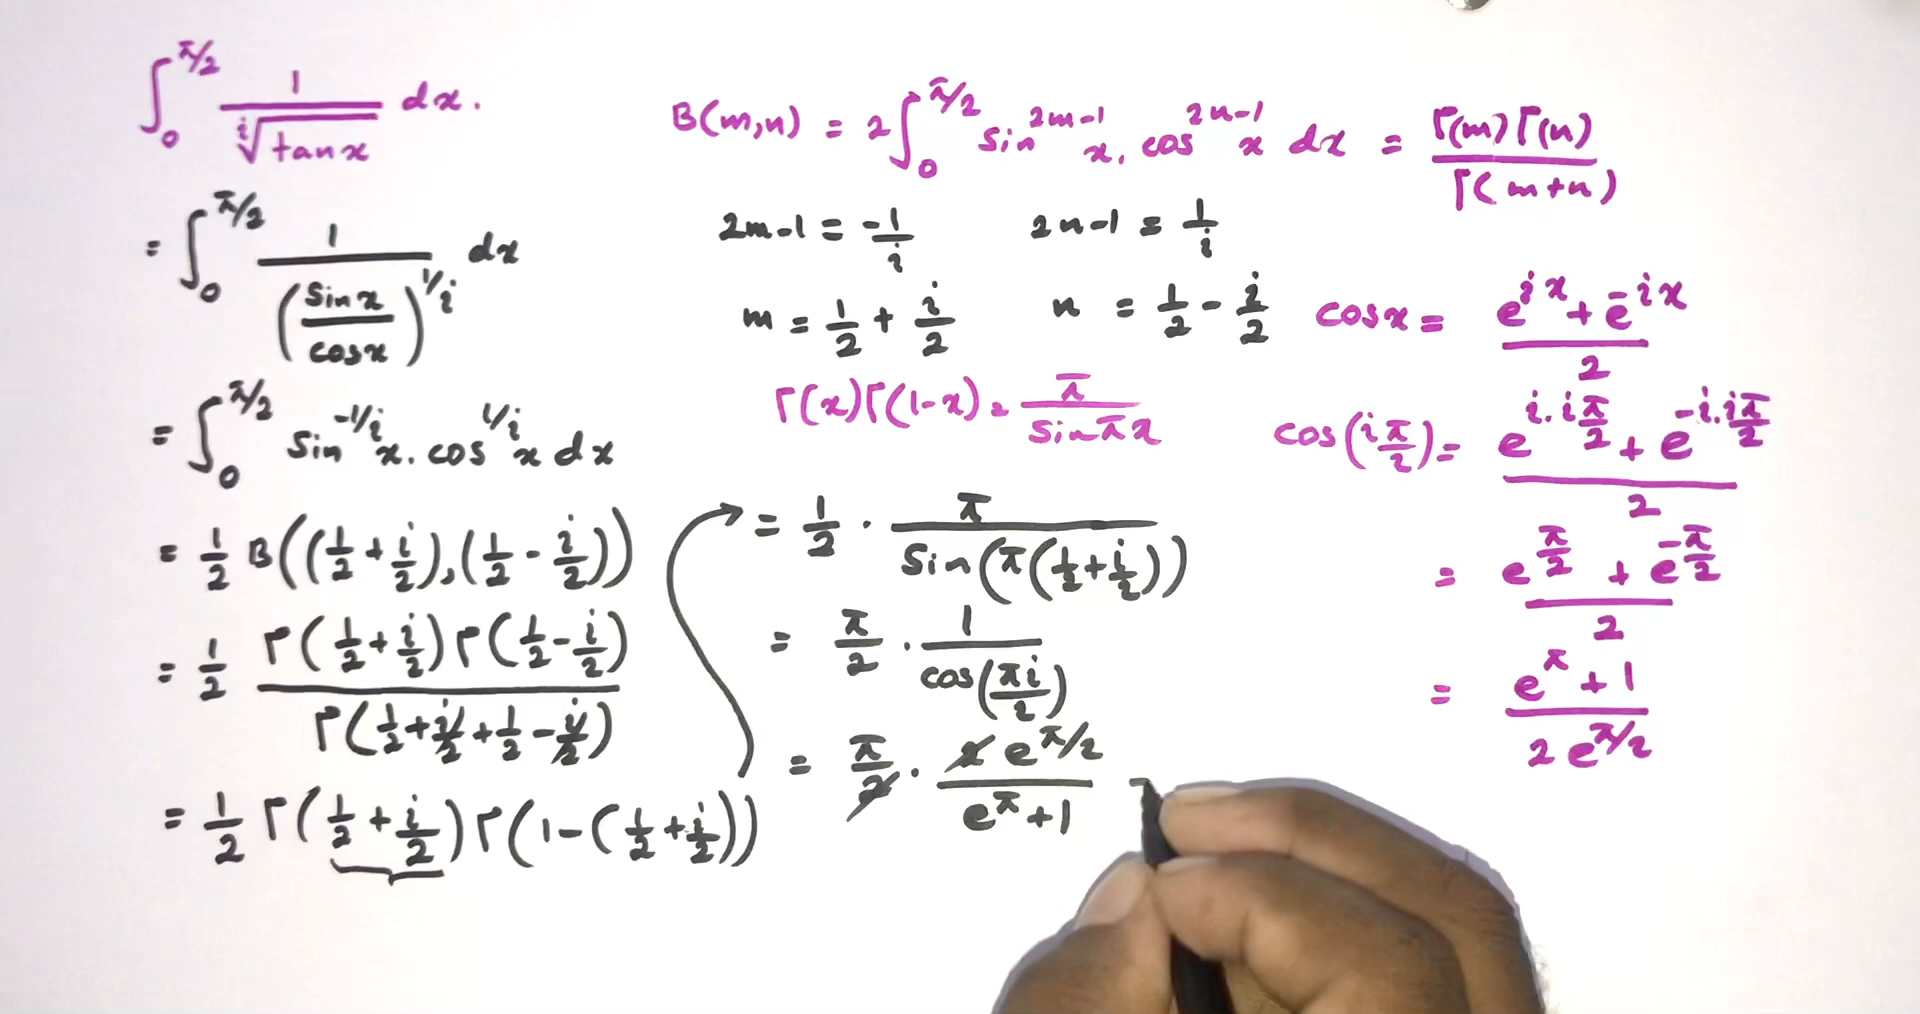 ∫₀^{π/2} 1/ⁱ√(tan x) dx.
= ∫₀^{π/2} 1/(sin x/cos x)^{1/i} dx
= ∫₀^{π/2} sin^{-1/i} x. cos^{1/i} x dx
= 1/2 B((1/2 + i/2), (1/2 - i/2))
= 1/2 Γ(1/2 + i/2) Γ(1/2 - i/2) / Γ(1/2 + i/2 + 1/2 - i/2)
= 1/2 Γ(1/2 + i/2) Γ(1 - (1/2 + i/2))
B(m,n) = 2∫₀^{π/2} sin^{2m-1} x. cos^{2n-1} x dx = Γ(m) Γ(n) / Γ(m+n)
2m-1 = -1/i 2n-1 = 1/i
m = 1/2 + i/2 n = 1/2 - i/2
Γ(x) Γ(1-x) = π / sin πx
= 1/2 · π / sin(π(1/2 + i/2))
= π/2 · 1 / cos(πi/2)
= π/2 · 2 e^{π/2} / e^π + 1
cos x = e^{ix} + e^{-ix} / 2
cos(i π/2) = e^{i.i π/2} + e^{-i.i π/2} / 2
= e^{π/2} + e^{-π/2} / 2
= e^π + 1 / 2 e^{π/2}